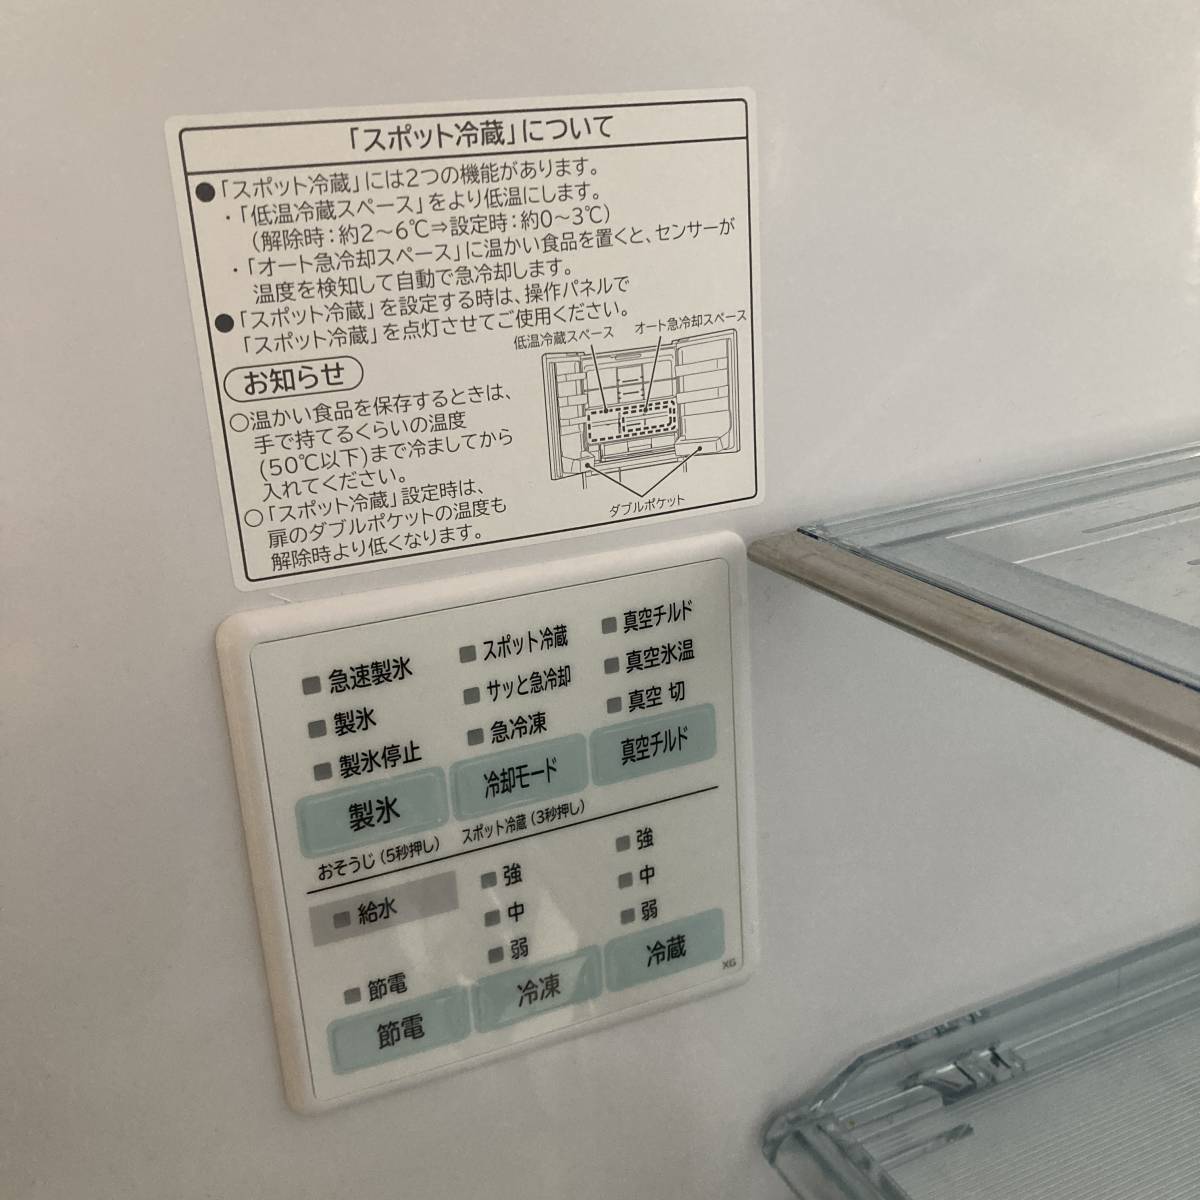 「スポット冷蔵」について
●「スポット冷蔵」には2つの機能があります。
・「低温冷蔵スペース」をより低温にします。
(解除時：約2～6℃⇒設定時：約0～3℃)
・「オート急冷却スペース」に温かい食品を置くと、センサーが
温度を検知して自動で急冷却します。
●「スポット冷蔵」を設定する時は、操作パネルで
「スポット冷蔵」を点灯させてご使用ください。
お知らせ
○温かい食品を保存するときは、
手で持てるくらいの温度
(50℃以下)まで冷ましてから
入れてください。
○「スポット冷蔵」設定時は、
扉のダブルポケットの温度も
解除時より低くなります。
低温冷蔵スペース
オート急冷却スペース
ダブルポケット
急速製氷
製氷
製氷停止
製氷
おそうじ（5秒押し）
スポット冷蔵
サッと急冷却
急冷凍
冷却モード
スポット冷蔵（3秒押し）
真空チルド
真空氷温
真空 切
真空チルド
給水
節電
節電
強
中
弱
冷凍
強
中
弱
冷蔵
XG